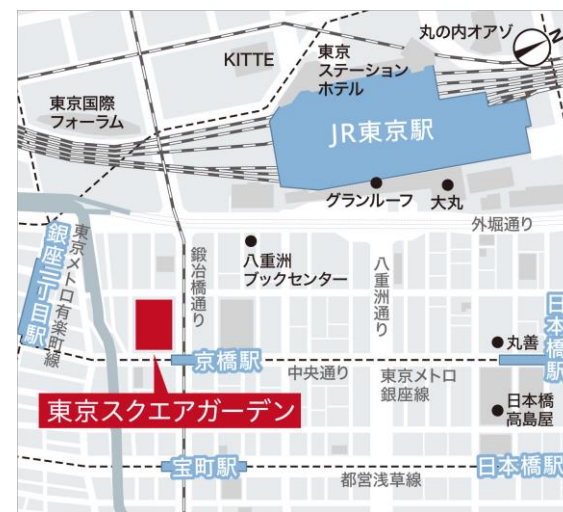 丸の内オアゾ
N
KITTE
東京
ステーション
ホテル
東京国際
フォーラム
JR東京駅
グランルーフ
大丸
外堀通り
銀座一丁目駅
東京メトロ有楽町線
鍛冶橋通り
八重洲
ブックセンター
八重洲通り
丸善
日本橋駅
京橋駅
中央通り
東京メトロ
銀座線
東京スクエアガーデン
日本橋
高島屋
宝町駅
都営浅草線
日本橋駅